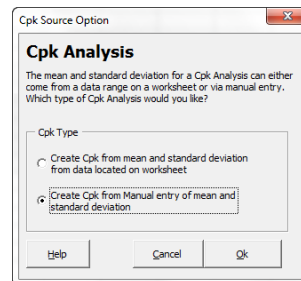 Cpk Source Option
Cpk Analysis
The mean and standard deviation for a Cpk Analysis can either
come from a data range on a worksheet or via manual entry.
Which type of Cpk Analysis would you like?
Cpk Type
Create Cpk from mean and standard deviation
from data located on worksheet
Create Cpk from Manual entry of mean and
standard deviation
Help Cancel Ok